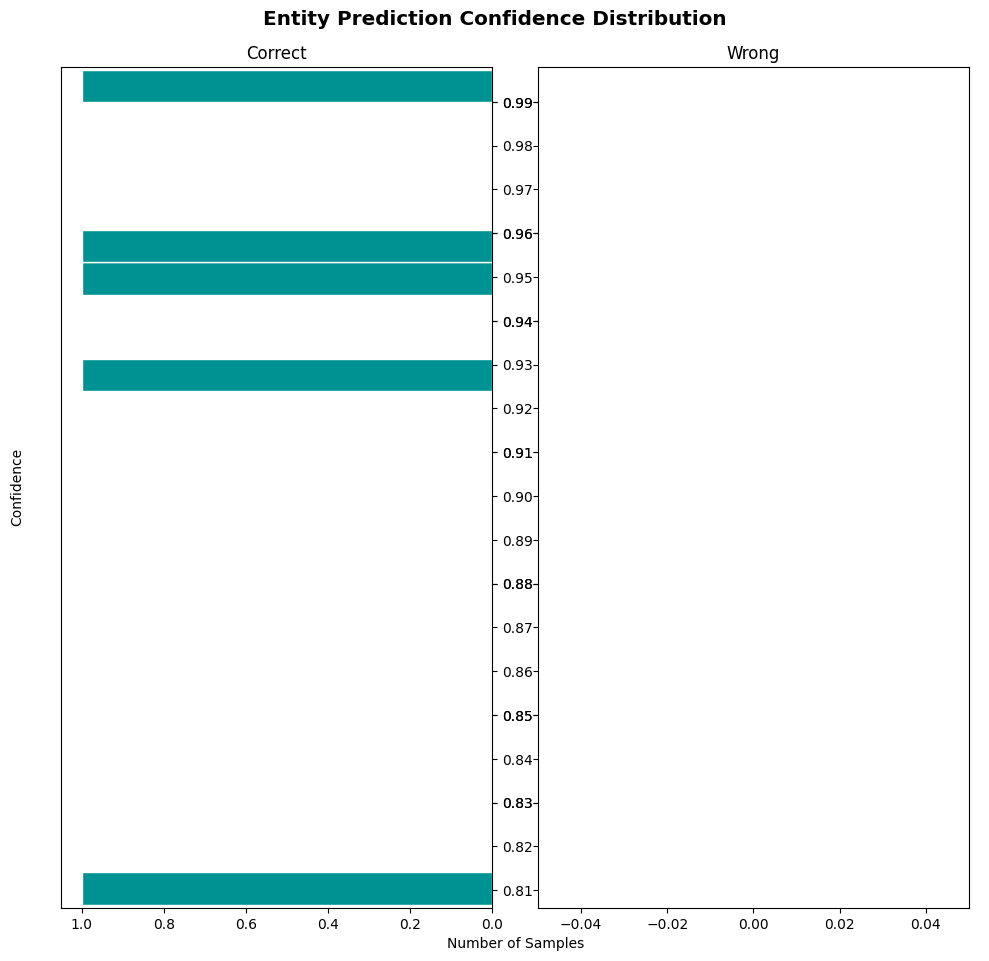 Entity Prediction Confidence Distribution
Correct
Wrong
0.99
0.98
0.97
0.96
0.95
0.94
0.93
0.92
0.91
0.90
0.89
0.88
0.87
0.86
0.85
0.84
0.83
0.82
0.81
Confidence
1.0 0.8 0.6 0.4 0.2 0.0
−0.04 −0.02 0.00 0.02 0.04
Number of Samples